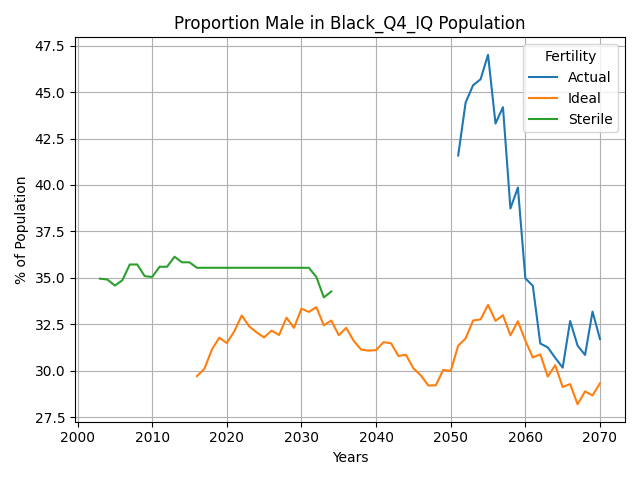 Proportion Male in Black_Q4_IQ Population
47.5
45.0
42.5
40.0
37.5
35.0
32.5
30.0
27.5
% of Population
Fertility
Actual
Ideal
Sterile
2000 2010 2020 2030 2040 2050 2060 2070
Years